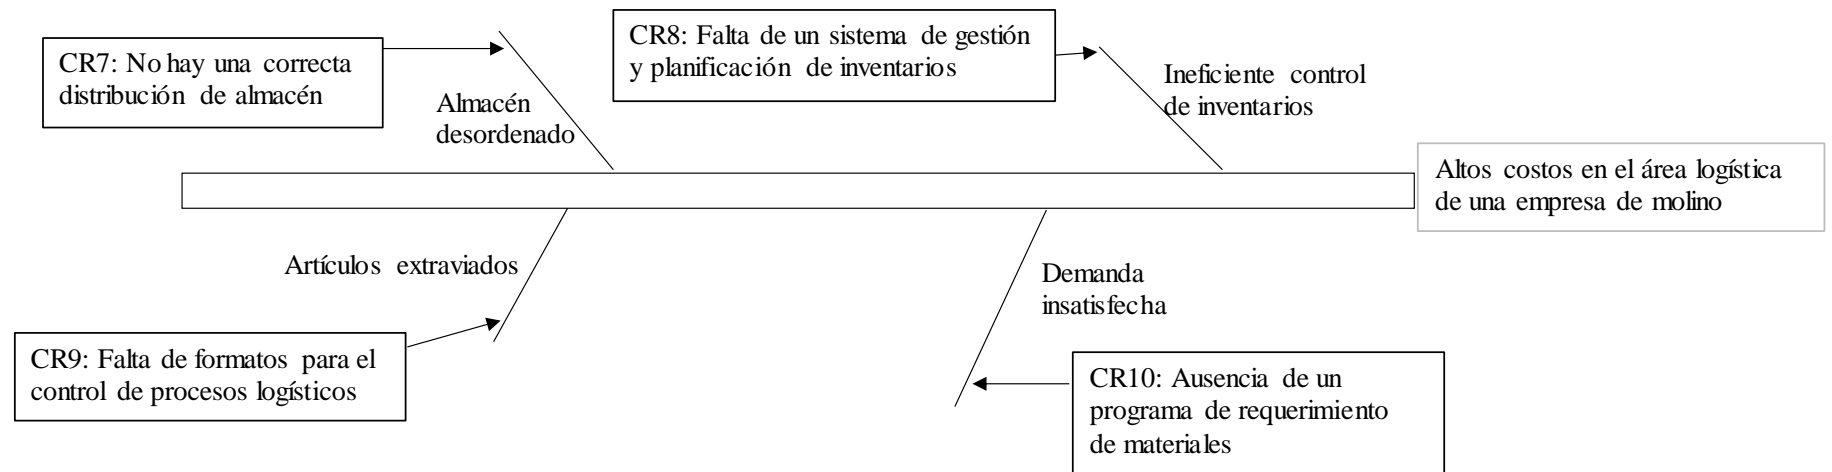 CR7: No hay una correcta
distribución de almacén
Almacén
desordenado
CR8: Falta de un sistema de gestión
y planificación de inventarios
Ineficiente control
de inventarios
Altos costos en el área logística
de una empresa de molino
Artículos extraviados
CR9: Falta de formatos para el
control de procesos logísticos
Demanda
insatisfecha
CR10: Ausencia de un
programa de requerimiento
de materiales